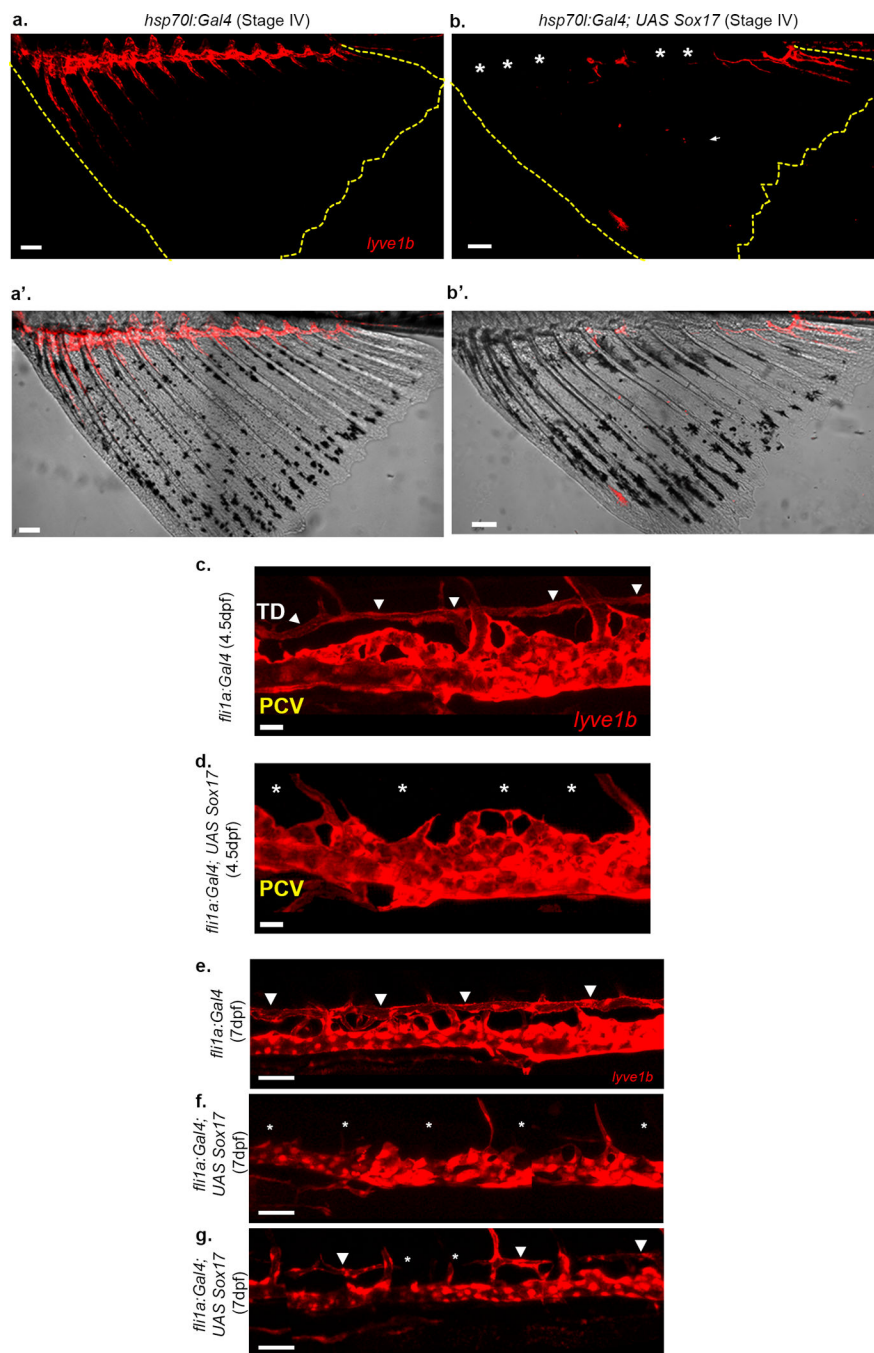 a.
hsp70l:Gal4 (Stage IV)
lyve1b
b.
hsp70l:Gal4; UAS Sox17 (Stage IV)
* * * * *
a'.
b'.
c.
fli1a:Gal4 (4.5dpf)
TD
PCV
lyve1b
d.
fli1a:Gal4; UAS Sox17
(4.5dpf)
* * * *
PCV
e.
fli1a:Gal4
(7dpf)
lyve1b
f.
fli1a:Gal4;
UAS Sox17
(7dpf)
* * * * *
g.
fli1a:Gal4;
UAS Sox17
(7dpf)
* *